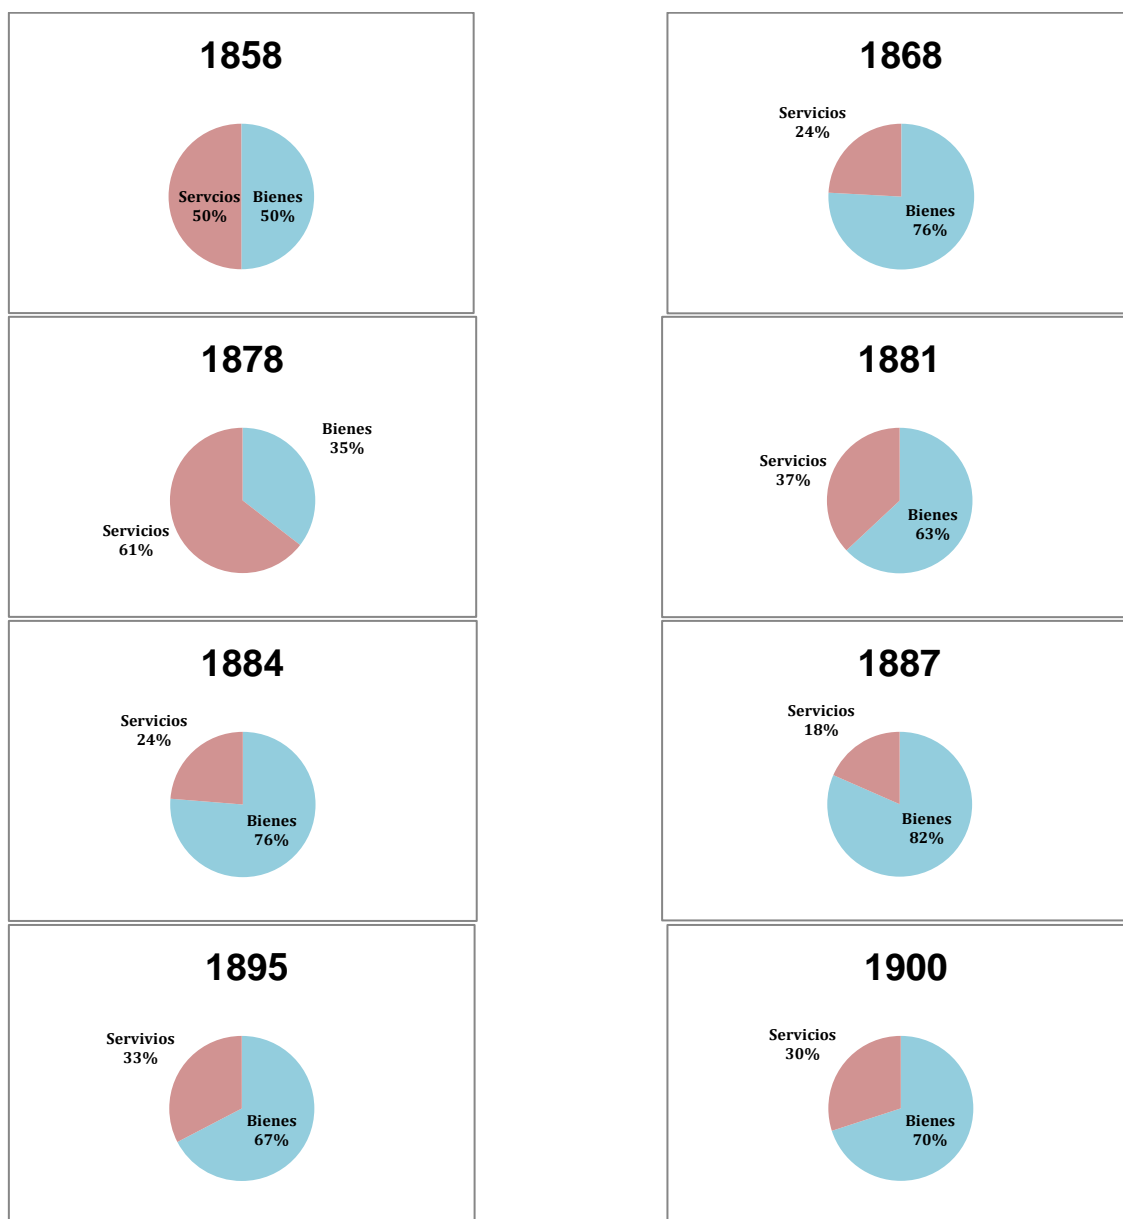 1858
Servcios
50%
Bienes
50%
1868
Servicios
24%
Bienes
76%
1878
Bienes
35%
Servicios
61%
1881
Servicios
37%
Bienes
63%
1884
Servicios
24%
Bienes
76%
1887
Servicios
18%
Bienes
82%
1895
Servivios
33%
Bienes
67%
1900
Servicios
30%
Bienes
70%